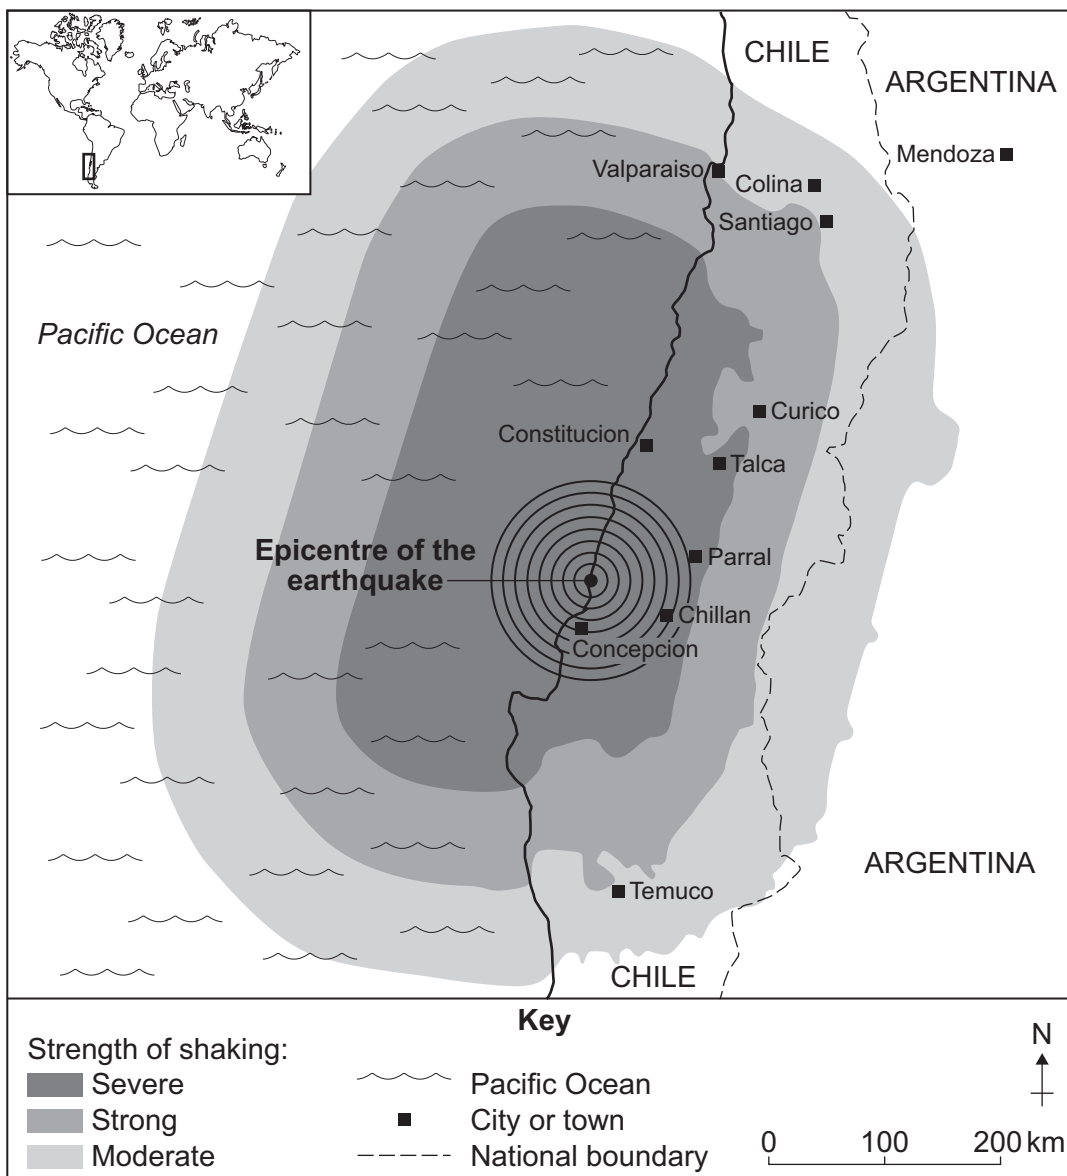 CHILE
ARGENTINA
Mendoza
Valparaiso
Colina
Santiago
Pacific Ocean
Curico
Constitucion
Talca
Epicentre of the
earthquake
Parral
Chillan
Concepcion
ARGENTINA
Temuco
CHILE
Key
N
Strength of shaking:
Severe
Pacific Ocean
Strong
City or town
Moderate
National boundary
0 100 200 km